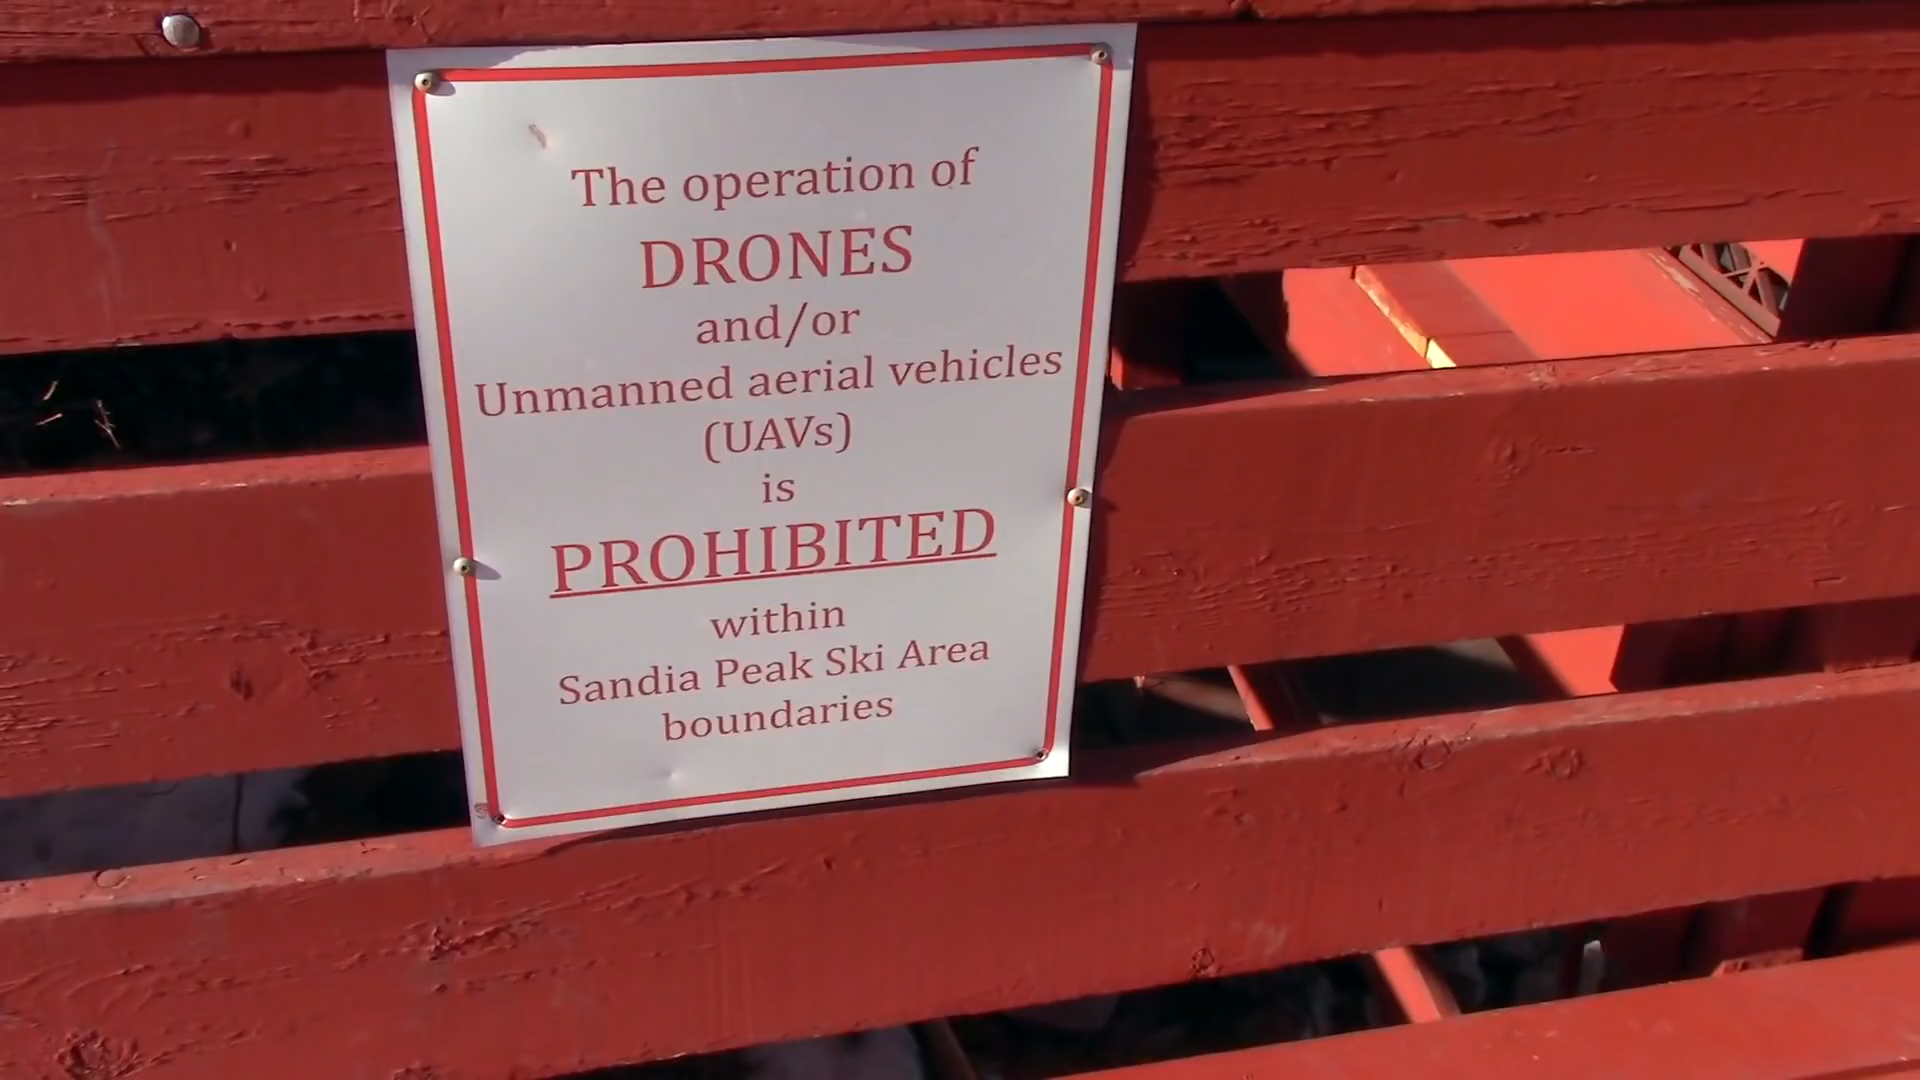 The operation of
DRONES
and/or
Unmanned aerial vehicles
(UAVs)
is
PROHIBITED
within
Sandia Peak Ski Area
boundaries